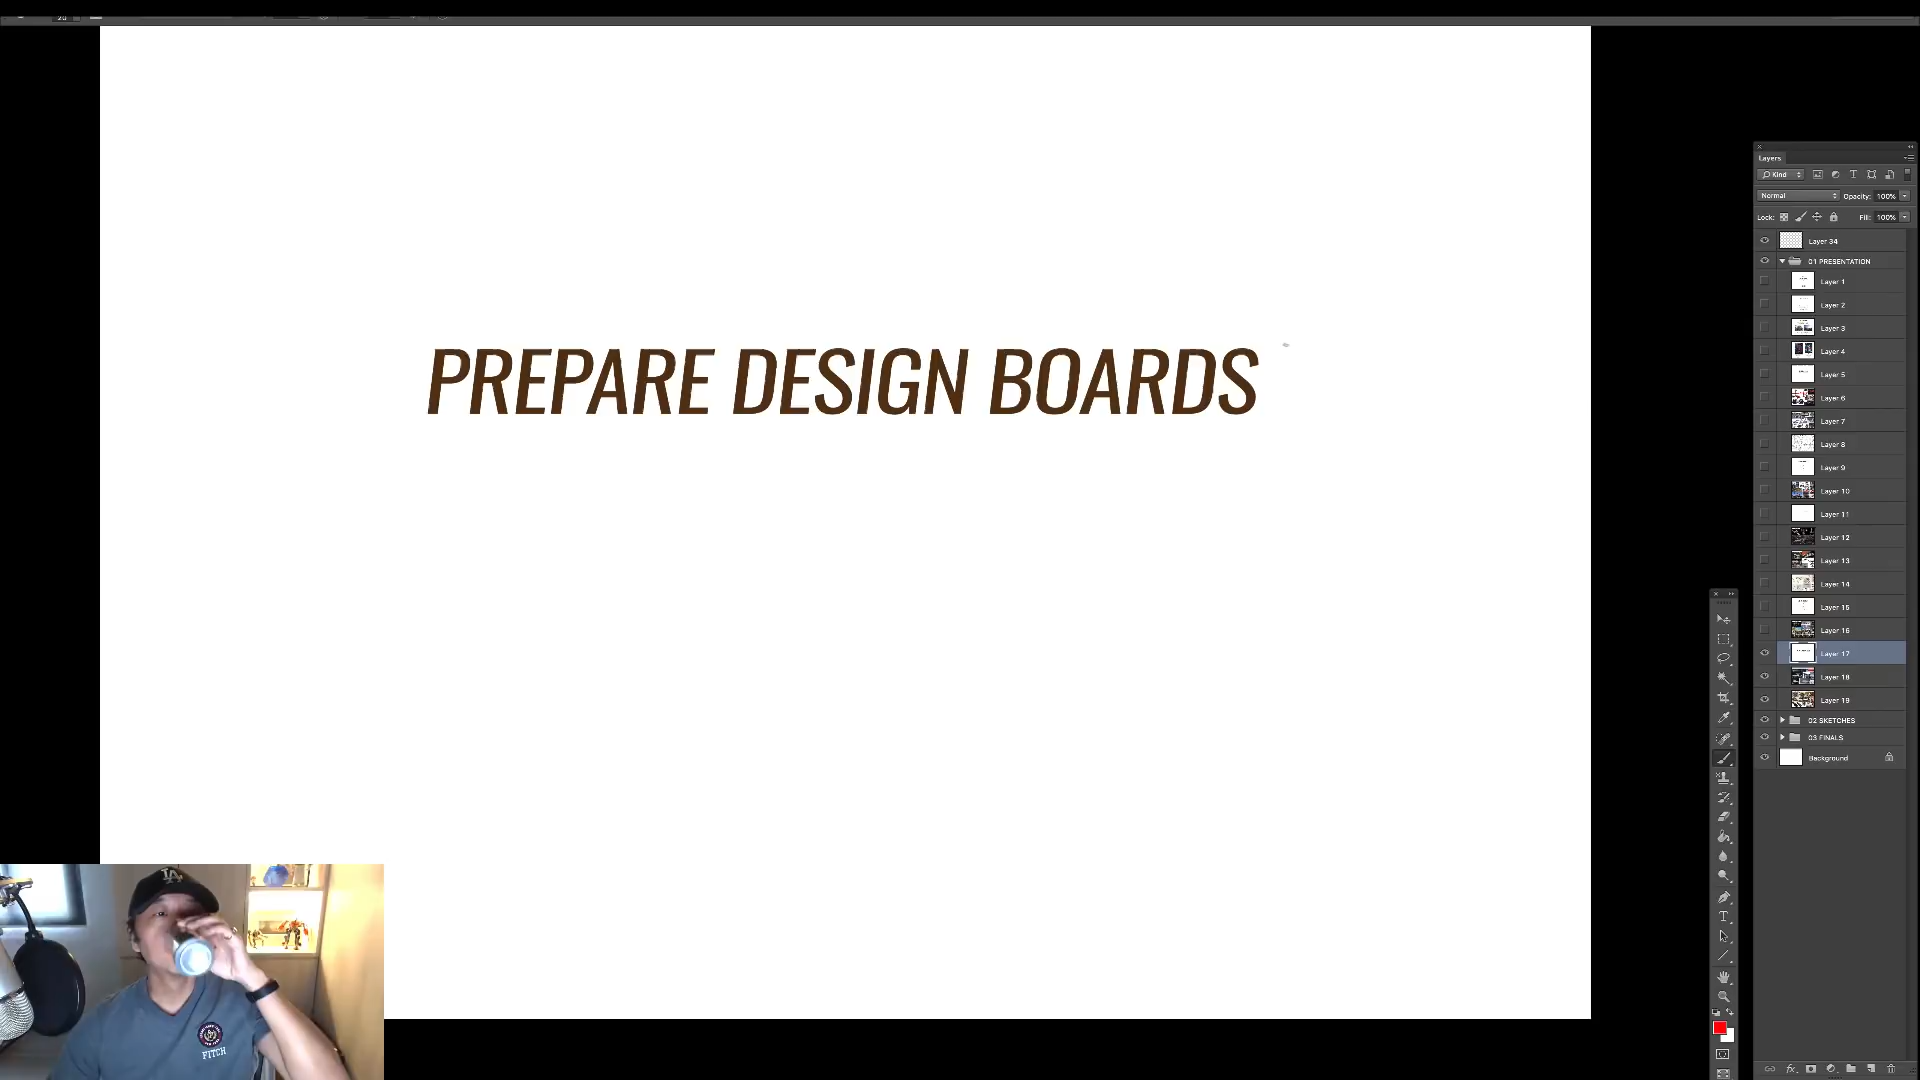 PREPARE DESIGN BOARDS
Layers
Kind
Normal
Opacity: 100%
Lock:
Fill: 100%
Layer 34
01 PRESENTATION
Layer 1
Layer 2
Layer 3
Layer 4
Layer 5
Layer 6
Layer 7
Layer 8
Layer 9
Layer 10
Layer 11
Layer 12
Layer 13
Layer 14
Layer 15
Layer 16
Layer 17
Layer 18
Layer 19
02 SKETCHES
03 FINALS
Background
LA
FITCH